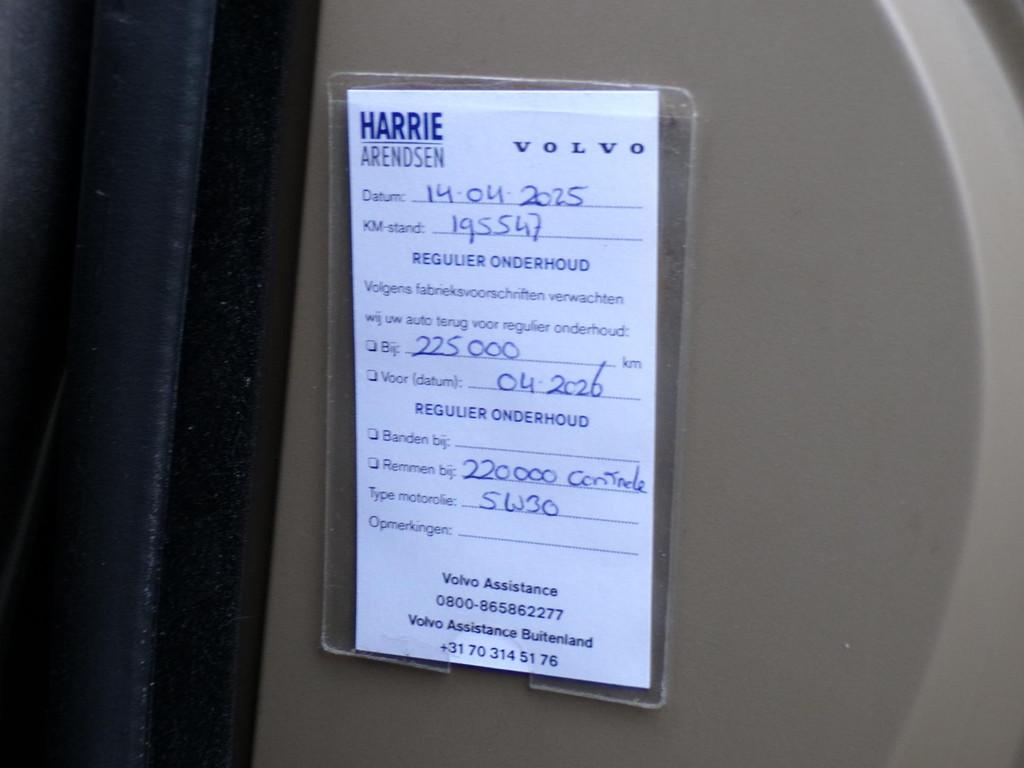 HARRIE
ARENDSEN
VOLVO
Datum: 14-04-2025
KM-stand: 195547
REGULIER ONDERHOUD
Volgens fabrieksvoorschriften verwachten
wij uw auto terug voor regulier onderhoud:
❑ Bij: 225000 km
❑ Voor (datum): 04-2026
REGULIER ONDERHOUD
❑ Banden bij:
❑ Remmen bij: 220000 controle
Type motorolie: 5W30
Opmerkingen:
Volvo Assistance
0800-865862277
Volvo Assistance Buitenland
+31 70 314 51 76